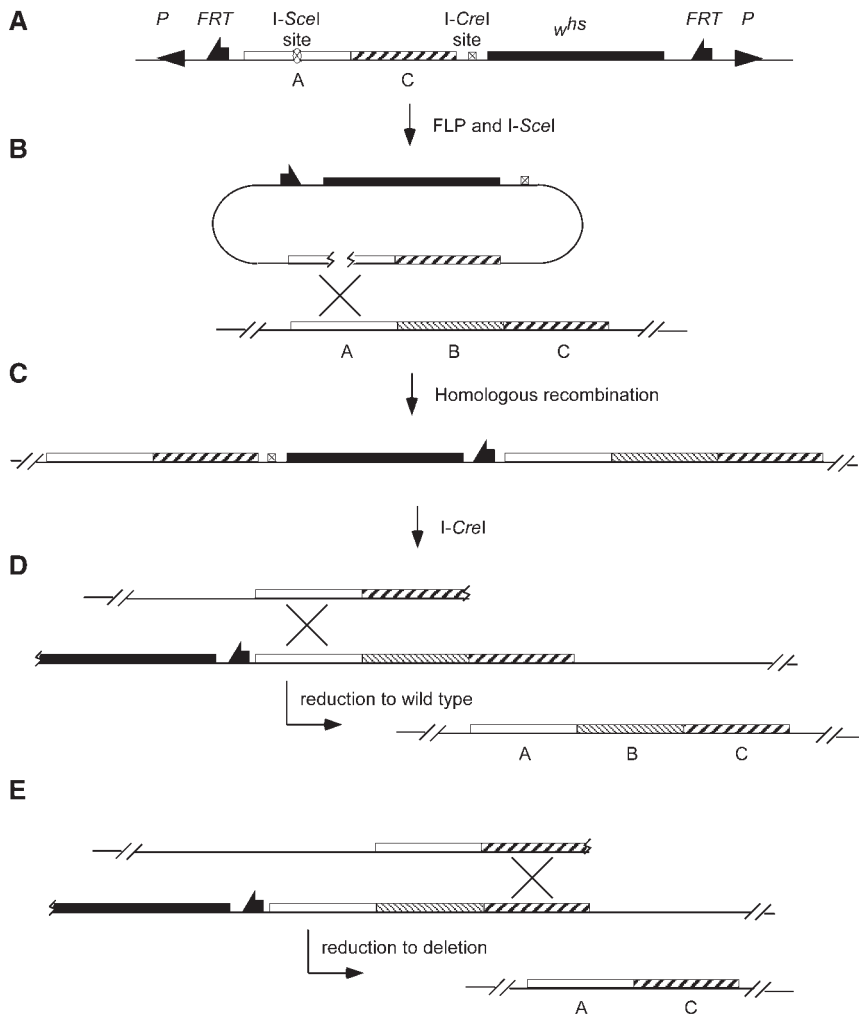 A
P FRT I-SceI site I-CreI site w^hs FRT P
A C
FLP and I-SceI
B
A B C
C
Homologous recombination
I-CreI
D
reduction to wild type
A B C
E
reduction to deletion
A C